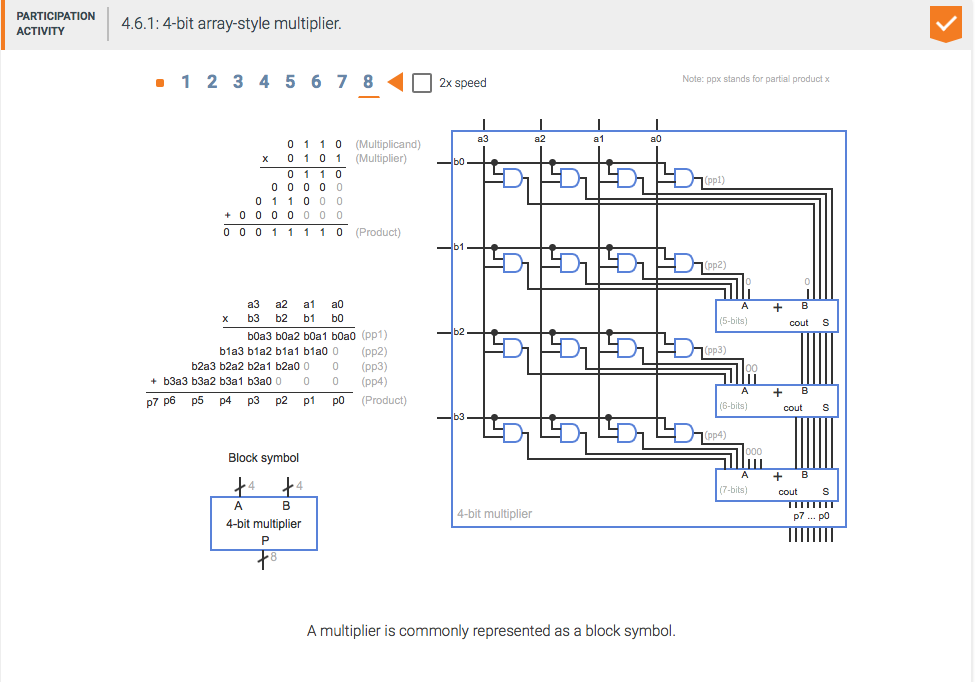 PARTICIPATION
ACTIVITY
4.6.1: 4-bit array-style multiplier.
1 2 3 4 5 6 7 8
2x speed
Note: ppx stands for partial product x
0 1 1 0 (Multiplicand)
x 0 1 0 1 (Multiplier)
0 1 1 0
0 0 0 0 0
0 1 1 0 0 0
+ 0 0 0 0 0 0 0
0 0 0 1 1 1 1 0 (Product)
a3 a2 a1 a0
x b3 b2 b1 b0
b0a3 b0a2 b0a1 b0a0 (pp1)
b1a3 b1a2 b1a1 b1a0 0 (pp2)
b2a3 b2a2 b2a1 b2a0 0 0 (pp3)
+ b3a3 b3a2 b3a1 b3a0 0 0 0 (pp4)
p7 p6 p5 p4 p3 p2 p1 p0 (Product)
Block symbol
4 4
A B
4-bit multiplier
P
8
a3 a2 a1 a0
b0
(pp1)
b1
(pp2)
0 0
A + B
(5-bits) cout S
b2
(pp3)
00
A + B
(6-bits) cout S
b3
(pp4)
000
A + B
(7-bits) cout S
4-bit multiplier
p7 ... p0
A multiplier is commonly represented as a block symbol.